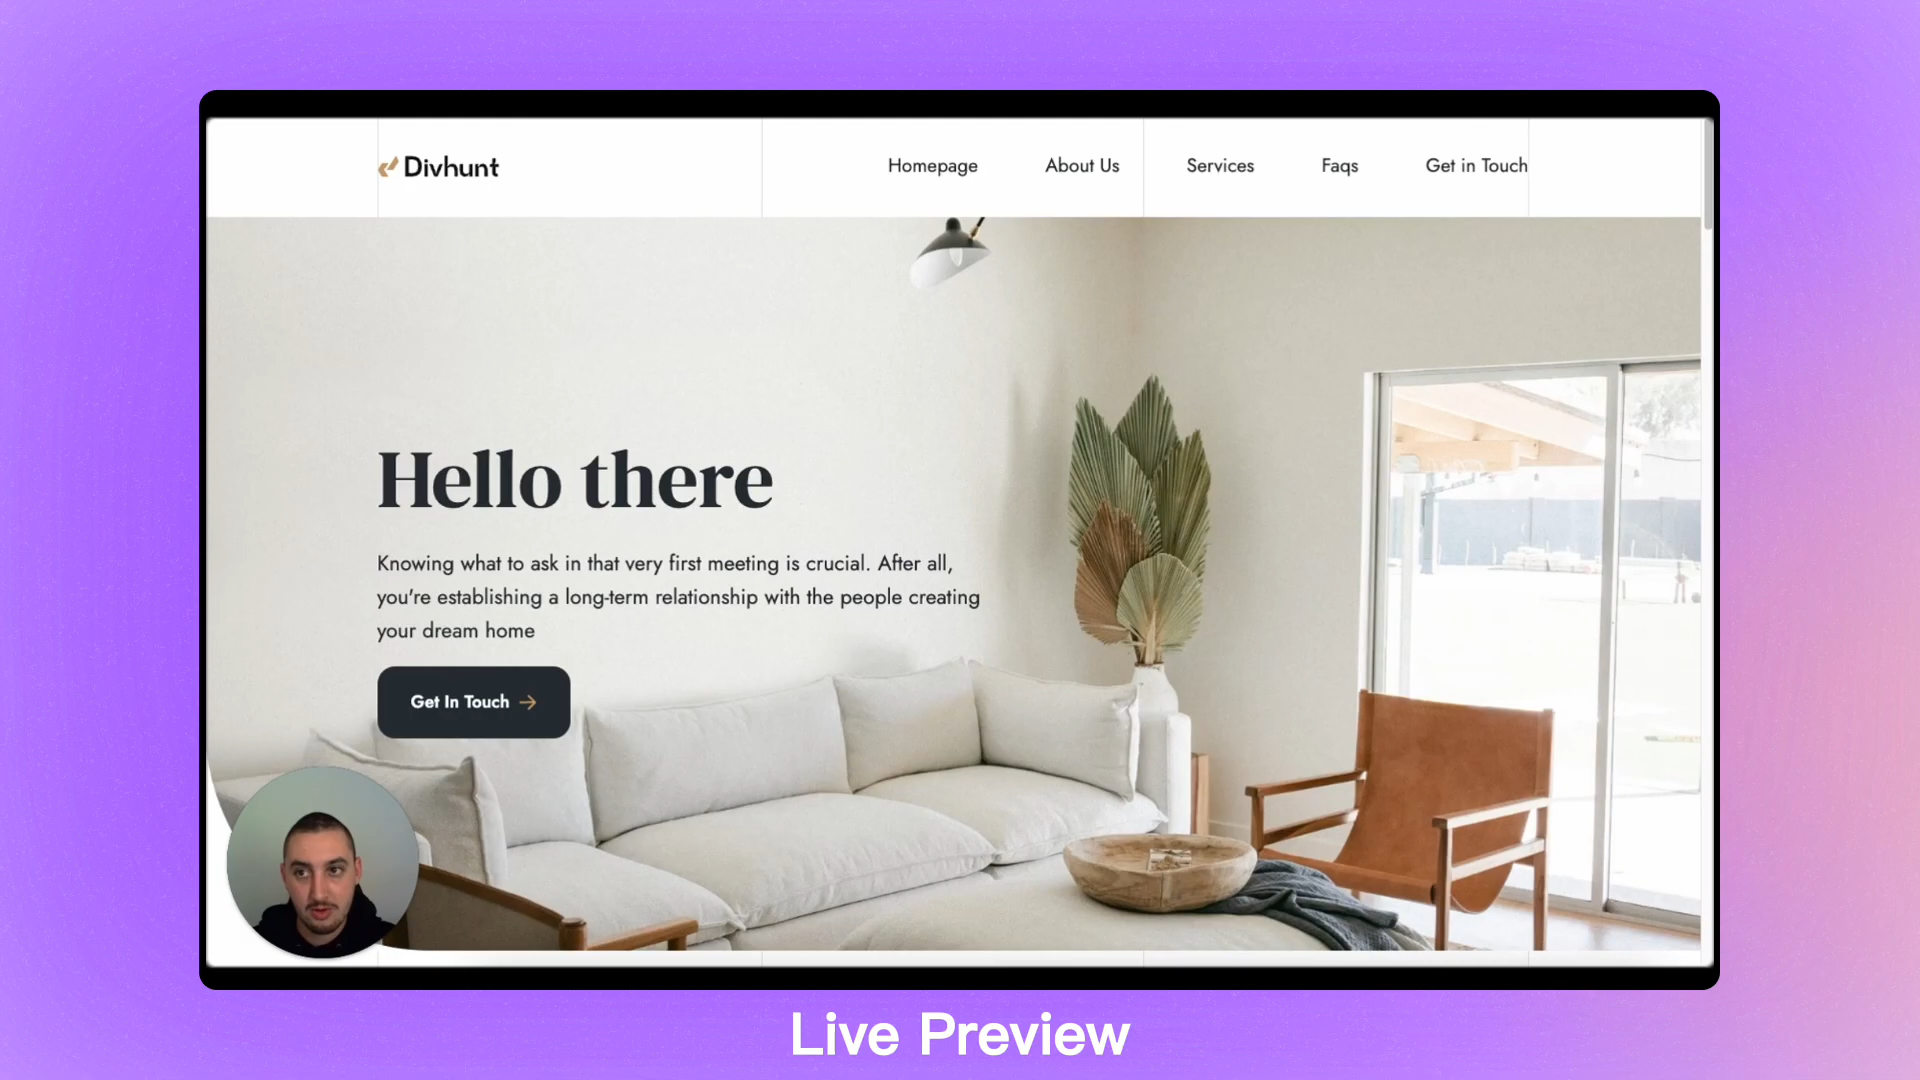 Divhunt
Homepage
About Us
Services
Faqs
Get in Touch
Hello there
Knowing what to ask in that very first meeting is crucial. After all,
you're establishing a long-term relationship with the people creating
your dream home
Get In Touch
Live Preview